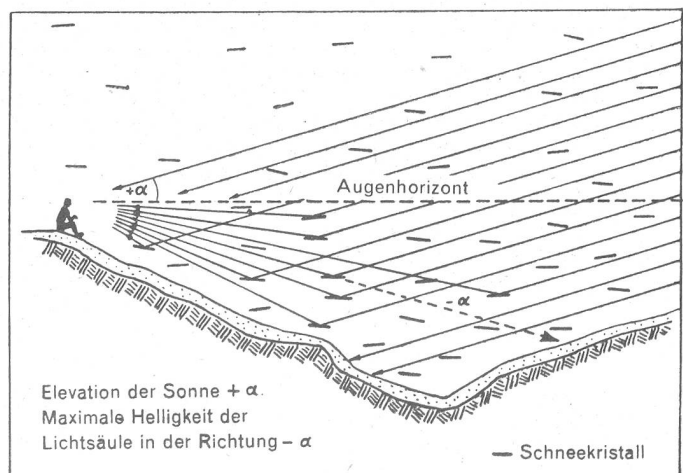 +α
Augenhorizont
- α
Elevation der Sonne + α.
Maximale Helligkeit der
Lichtsäule in der Richtung - α
Schneekristall